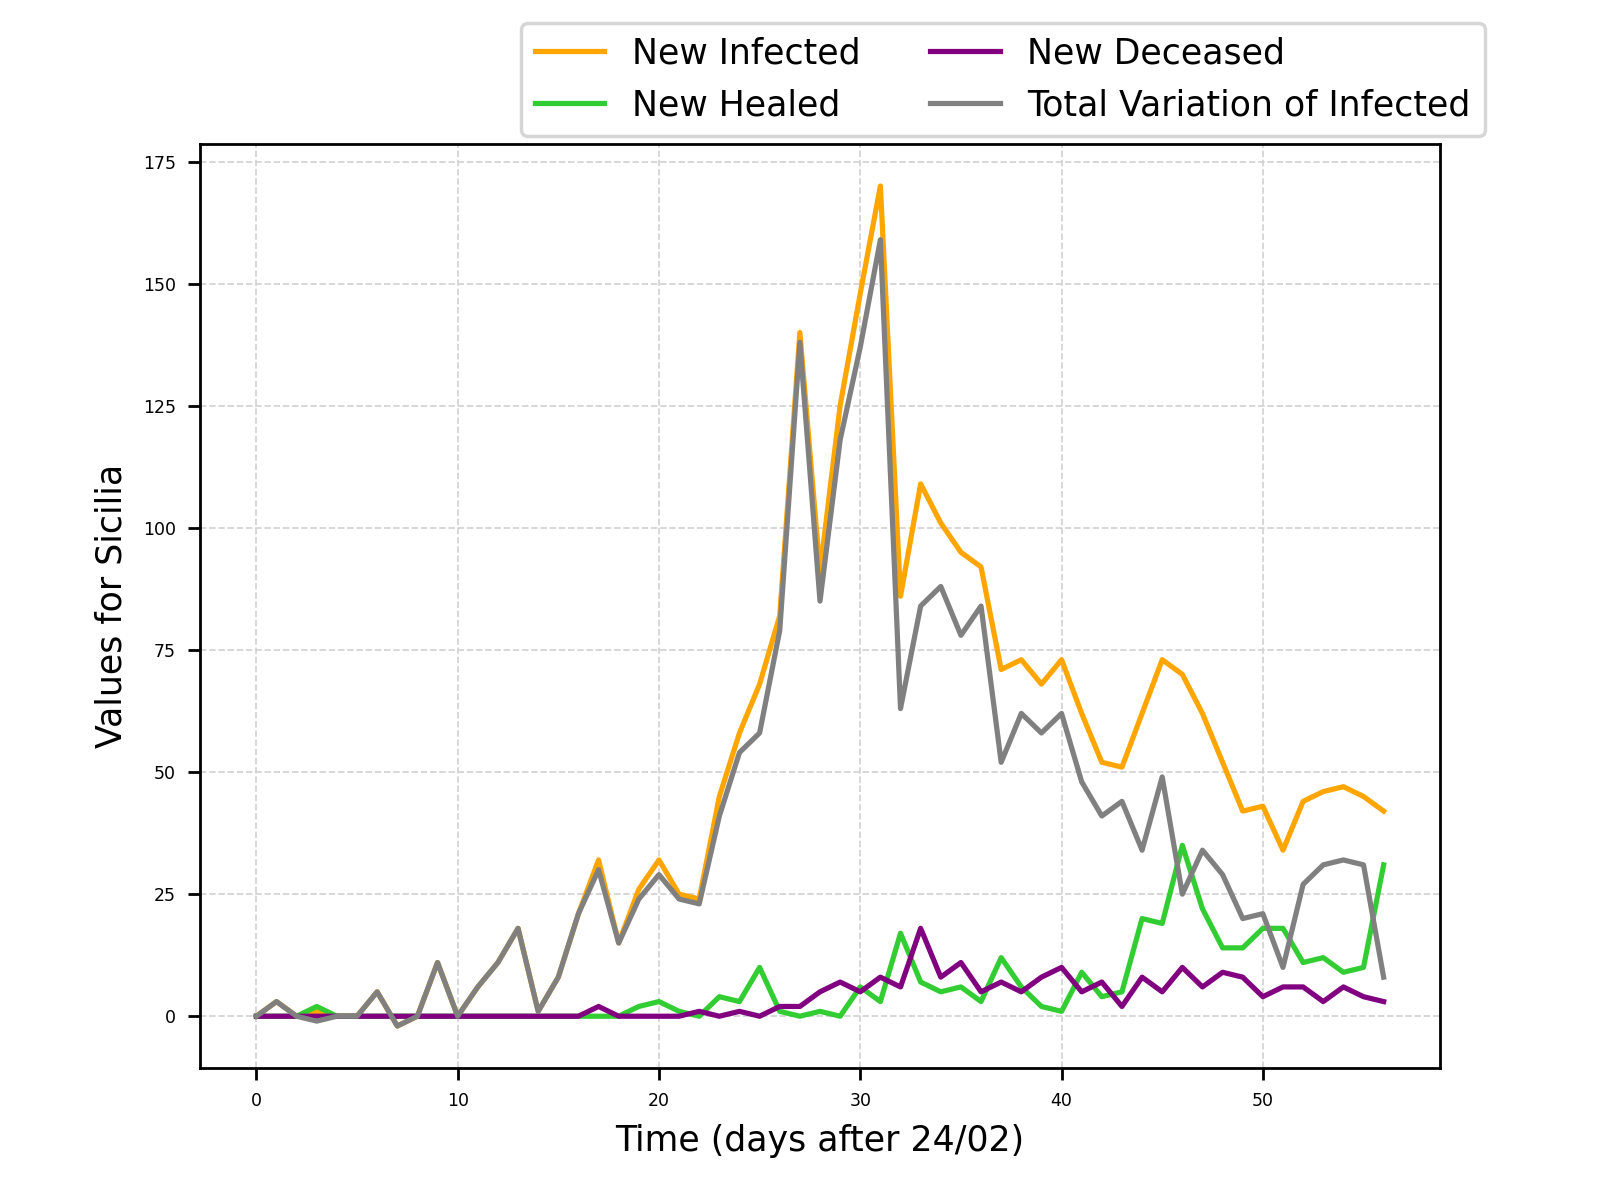 New Infected
New Healed
New Deceased
Total Variation of Infected
175
150
125
100
75
50
25
0
Values for Sicilia
0 10 20 30 40 50
Time (days after 24/02)